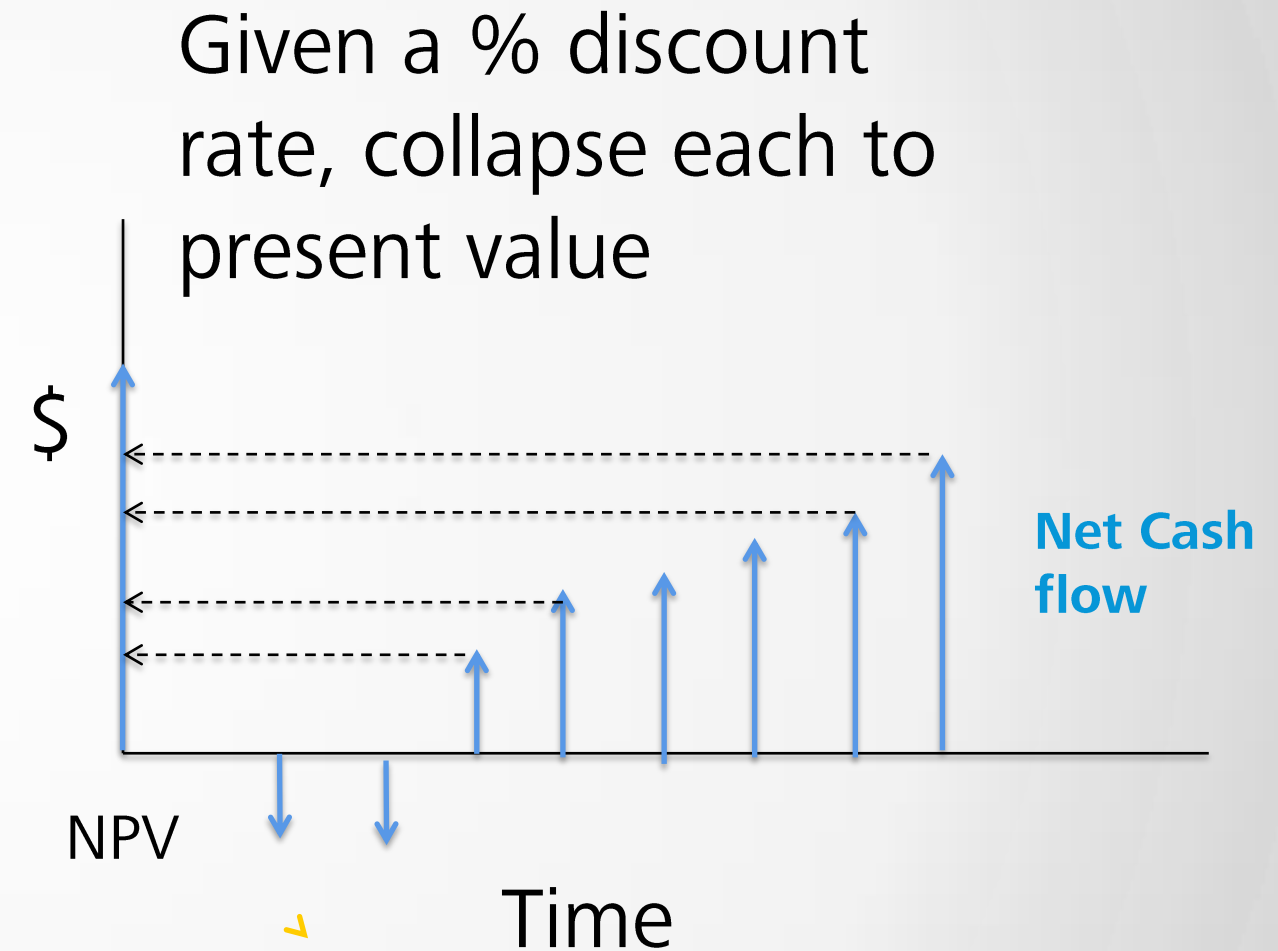 Given a % discount
rate, collapse each to
present value
$
Net Cash
flow
NPV
Time